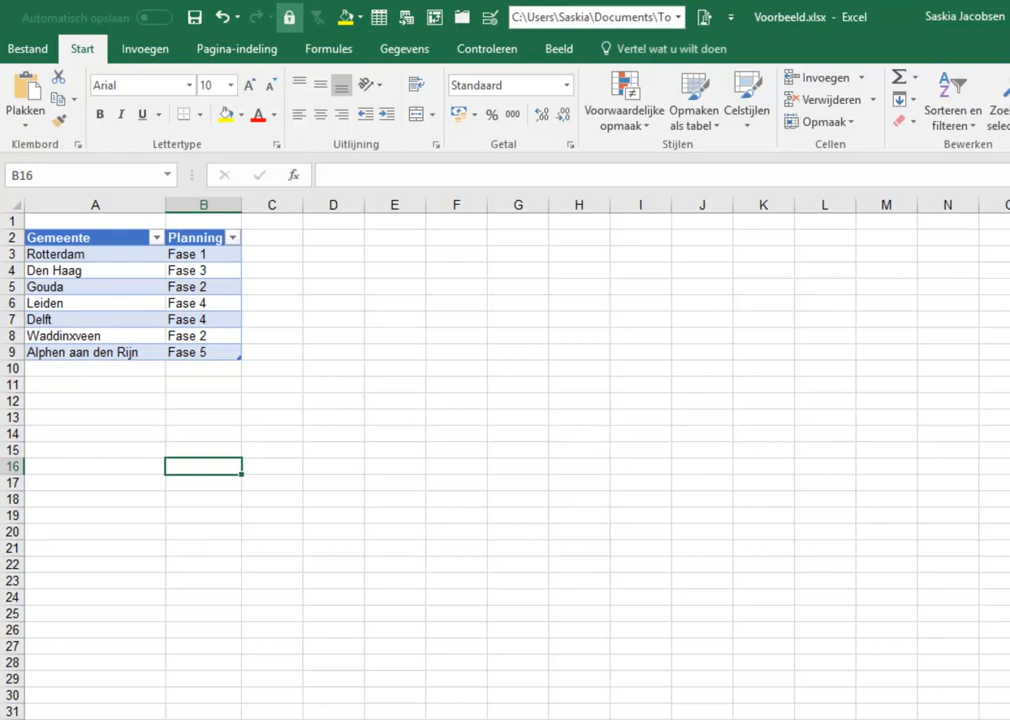 Automatisch opslaan
C:\Users\Saskia\Documents\To
Voorbeeld.xlsx - Excel
Saskia Jacobsen
Bestand Start Invoegen Pagina-indeling Formules Gegevens Controleren Beeld Vertel wat u wilt doen
Plakken
Klembord
Arial 10
B I U
Lettertype
Uitlijning
Standaard
% 000
Getal
Voorwaardelijke opmaak
Opmaken als tabel
Celstijlen
Stijlen
Invoegen
Verwijderen
Opmaak
Cellen
Sorteren en filteren
Zoe
selec
Bewerken
B16 fx
A B C D E F G H I J K L M N
1
2 Gemeente Planning
3 Rotterdam Fase 1
4 Den Haag Fase 3
5 Gouda Fase 2
6 Leiden Fase 4
7 Delft Fase 4
8 Waddinxveen Fase 2
9 Alphen aan den Rijn Fase 5
10
11
12
13
14
15
16
17
18
19
20
21
22
23
24
25
26
27
28
29
30
31